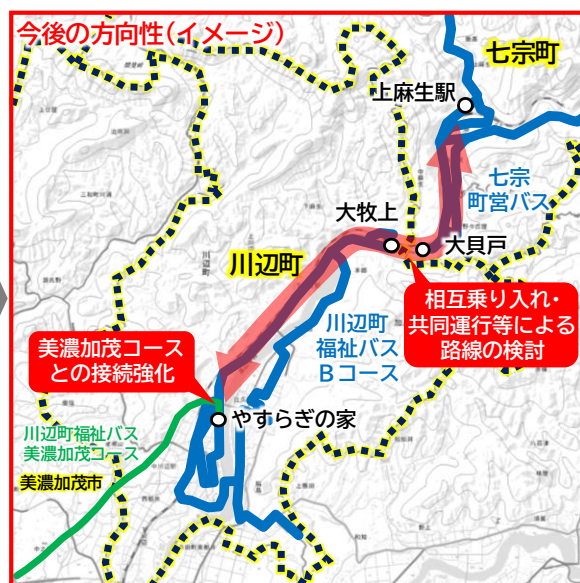 今後の方向性(イメージ)
七宗町
上麻生駅
七宗
町営バス
大牧上
大貝戸
川辺町
相互乗り入れ・
共同運行等による
路線の検討
川辺町
福祉バス
Bコース
美濃加茂コース
との接続強化
やすらぎの家
川辺町福祉バス
美濃加茂コース
美濃加茂市